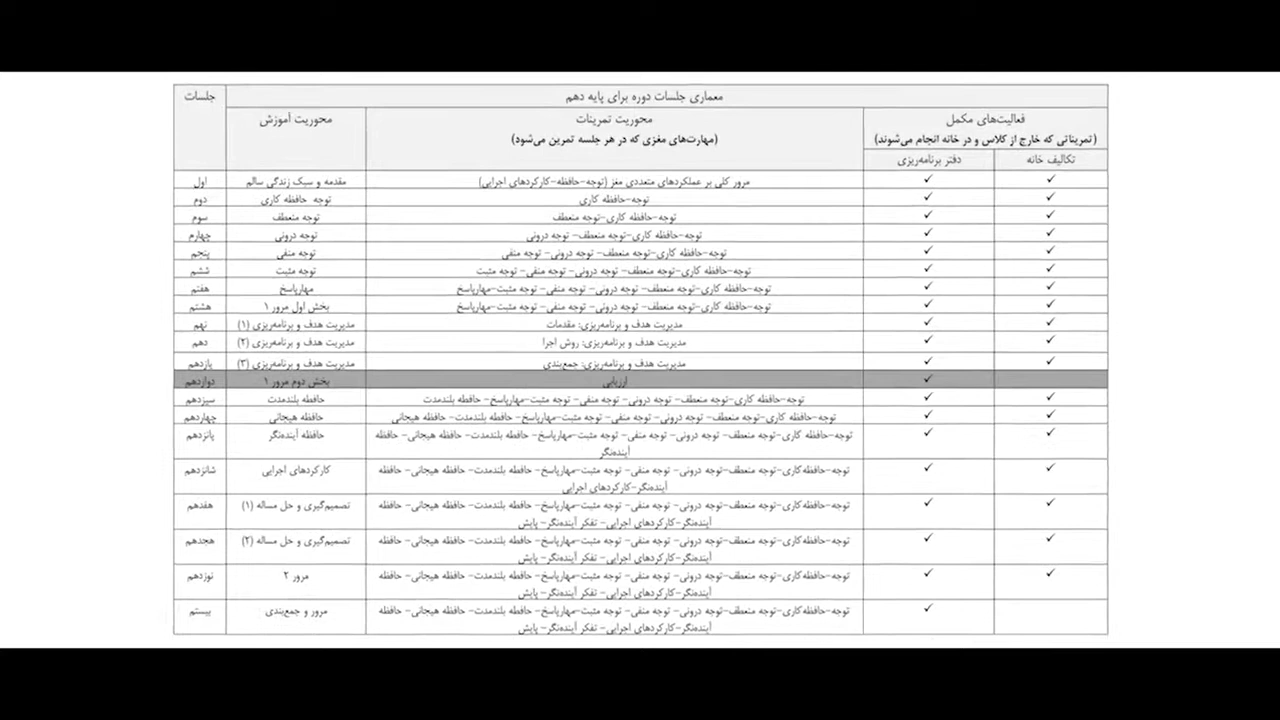 جلسات
معماری جلسات دوره برای پایه دهم
محوریت آموزش
محوریت تمرینات
(مهارت‌های مغزی که در هر جلسه تمرین می‌شود)
فعالیت‌های مکمل
(تمریناتی که خارج از کلاس و در خانه انجام می‌شوند)
دفتر برنامه‌ریزی
تکالیف خانه
اول مقدمه و سبک زندگی سالم مرور کلی بر عملکردهای متعددی مغز (توجه-حافظه-کارکردهای اجرایی) ✓ ✓
دوم توجه حافظه کاری توجه-حافظه کاری ✓ ✓
سوم توجه منعطف توجه-حافظه کاری-توجه منعطف ✓ ✓
چهارم توجه درونی توجه-حافظه کاری-توجه منعطف- توجه درونی ✓ ✓
پنجم توجه منفی توجه-حافظه کاری-توجه منعطف- توجه درونی- توجه منفی ✓ ✓
ششم توجه مثبت توجه-حافظه کاری-توجه منعطف- توجه درونی- توجه منفی- توجه مثبت ✓ ✓
هفتم مهارپاسخ توجه-حافظه کاری-توجه منعطف- توجه درونی- توجه منفی- توجه مثبت-مهارپاسخ ✓ ✓
هشتم بخش اول مرور ۱ توجه-حافظه کاری-توجه منعطف- توجه درونی- توجه منفی- توجه مثبت-مهارپاسخ ✓ ✓
نهم مدیریت هدف و برنامه‌ریزی (۱) مدیریت هدف و برنامه‌ریزی: مقدمات ✓ ✓
دهم مدیریت هدف و برنامه‌ریزی (۲) مدیریت هدف و برنامه‌ریزی: روش اجرا ✓ ✓
یازدهم مدیریت هدف و برنامه‌ریزی (۳) مدیریت هدف و برنامه‌ریزی: جمع‌بندی ✓ ✓
دوازدهم بخش دوم مرور ۱ ارزیابی ✓
سیزدهم حافظه بلندمدت توجه-حافظه کاری-توجه منعطف- توجه درونی- توجه منفی- توجه مثبت-مهارپاسخ- حافظه بلندمدت ✓ ✓
چهاردهم حافظه هیجانی توجه-حافظه کاری-توجه منعطف- توجه درونی- توجه منفی- توجه مثبت-مهارپاسخ- حافظه بلندمدت- حافظه هیجانی ✓ ✓
پانزدهم حافظه آینده‌نگر توجه-حافظه کاری-توجه منعطف- توجه درونی- توجه منفی- توجه مثبت-مهارپاسخ- حافظه بلندمدت- حافظه هیجانی- حافظه ✓ ✓
آینده‌نگر
شانزدهم کارکردهای اجرایی توجه-حافظه کاری-توجه منعطف- توجه درونی- توجه منفی- توجه مثبت-مهارپاسخ- حافظه بلندمدت- حافظه هیجانی- حافظه ✓ ✓
آینده‌نگر-کارکردهای اجرایی
هفدهم تصمیم‌گیری و حل مساله (۱) توجه-حافظه کاری-توجه منعطف- توجه درونی- توجه منفی- توجه مثبت-مهارپاسخ- حافظه بلندمدت- حافظه هیجانی- حافظه ✓ ✓
آینده‌نگر-کارکردهای اجرایی- تفکر آینده‌نگر- پایش
هجدهم تصمیم‌گیری و حل مساله (۲) توجه-حافظه کاری-توجه منعطف- توجه درونی- توجه منفی- توجه مثبت-مهارپاسخ- حافظه بلندمدت- حافظه هیجانی- حافظه ✓ ✓
آینده‌نگر-کارکردهای اجرایی- تفکر آینده‌نگر- پایش
نوزدهم مرور ۲ توجه-حافظه کاری-توجه منعطف- توجه درونی- توجه منفی- توجه مثبت-مهارپاسخ- حافظه بلندمدت- حافظه هیجانی- حافظه ✓ ✓
آینده‌نگر-کارکردهای اجرایی- تفکر آینده‌نگر- پایش
بیستم مرور و جمع‌بندی توجه-حافظه کاری-توجه منعطف- توجه درونی- توجه منفی- توجه مثبت-مهارپاسخ- حافظه بلندمدت- حافظه هیجانی- حافظه ✓
آینده‌نگر-کارکردهای اجرایی- تفکر آینده‌نگر- پایش